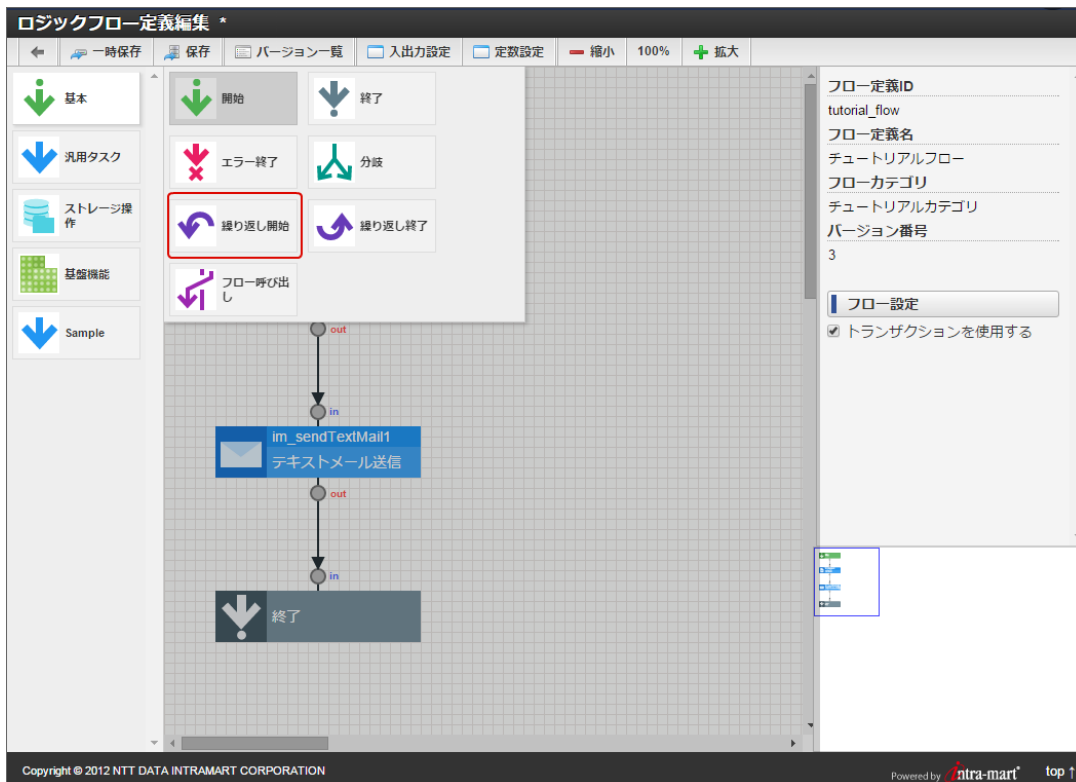 ロジックフロー定義編集 *
一時保存 保存 バージョン一覧 入出力設定 定数設定 縮小 100% 拡大
基本
汎用タスク
ストレージ操
作
基盤機能
Sample
開始 終了
エラー終了 分岐
繰り返し開始 繰り返し終了
フロー呼び出
し
out
in
im_sendTextMail1
テキストメール送信
out
in
終了
フロー定義ID
tutorial_flow
フロー定義名
チュートリアルフロー
フローカテゴリ
チュートリアルカテゴリ
バージョン番号
3
フロー設定
トランザクションを使用する
Copyright © 2012 NTT DATA INTRAMART CORPORATION
Powered by intra-mart top ↑